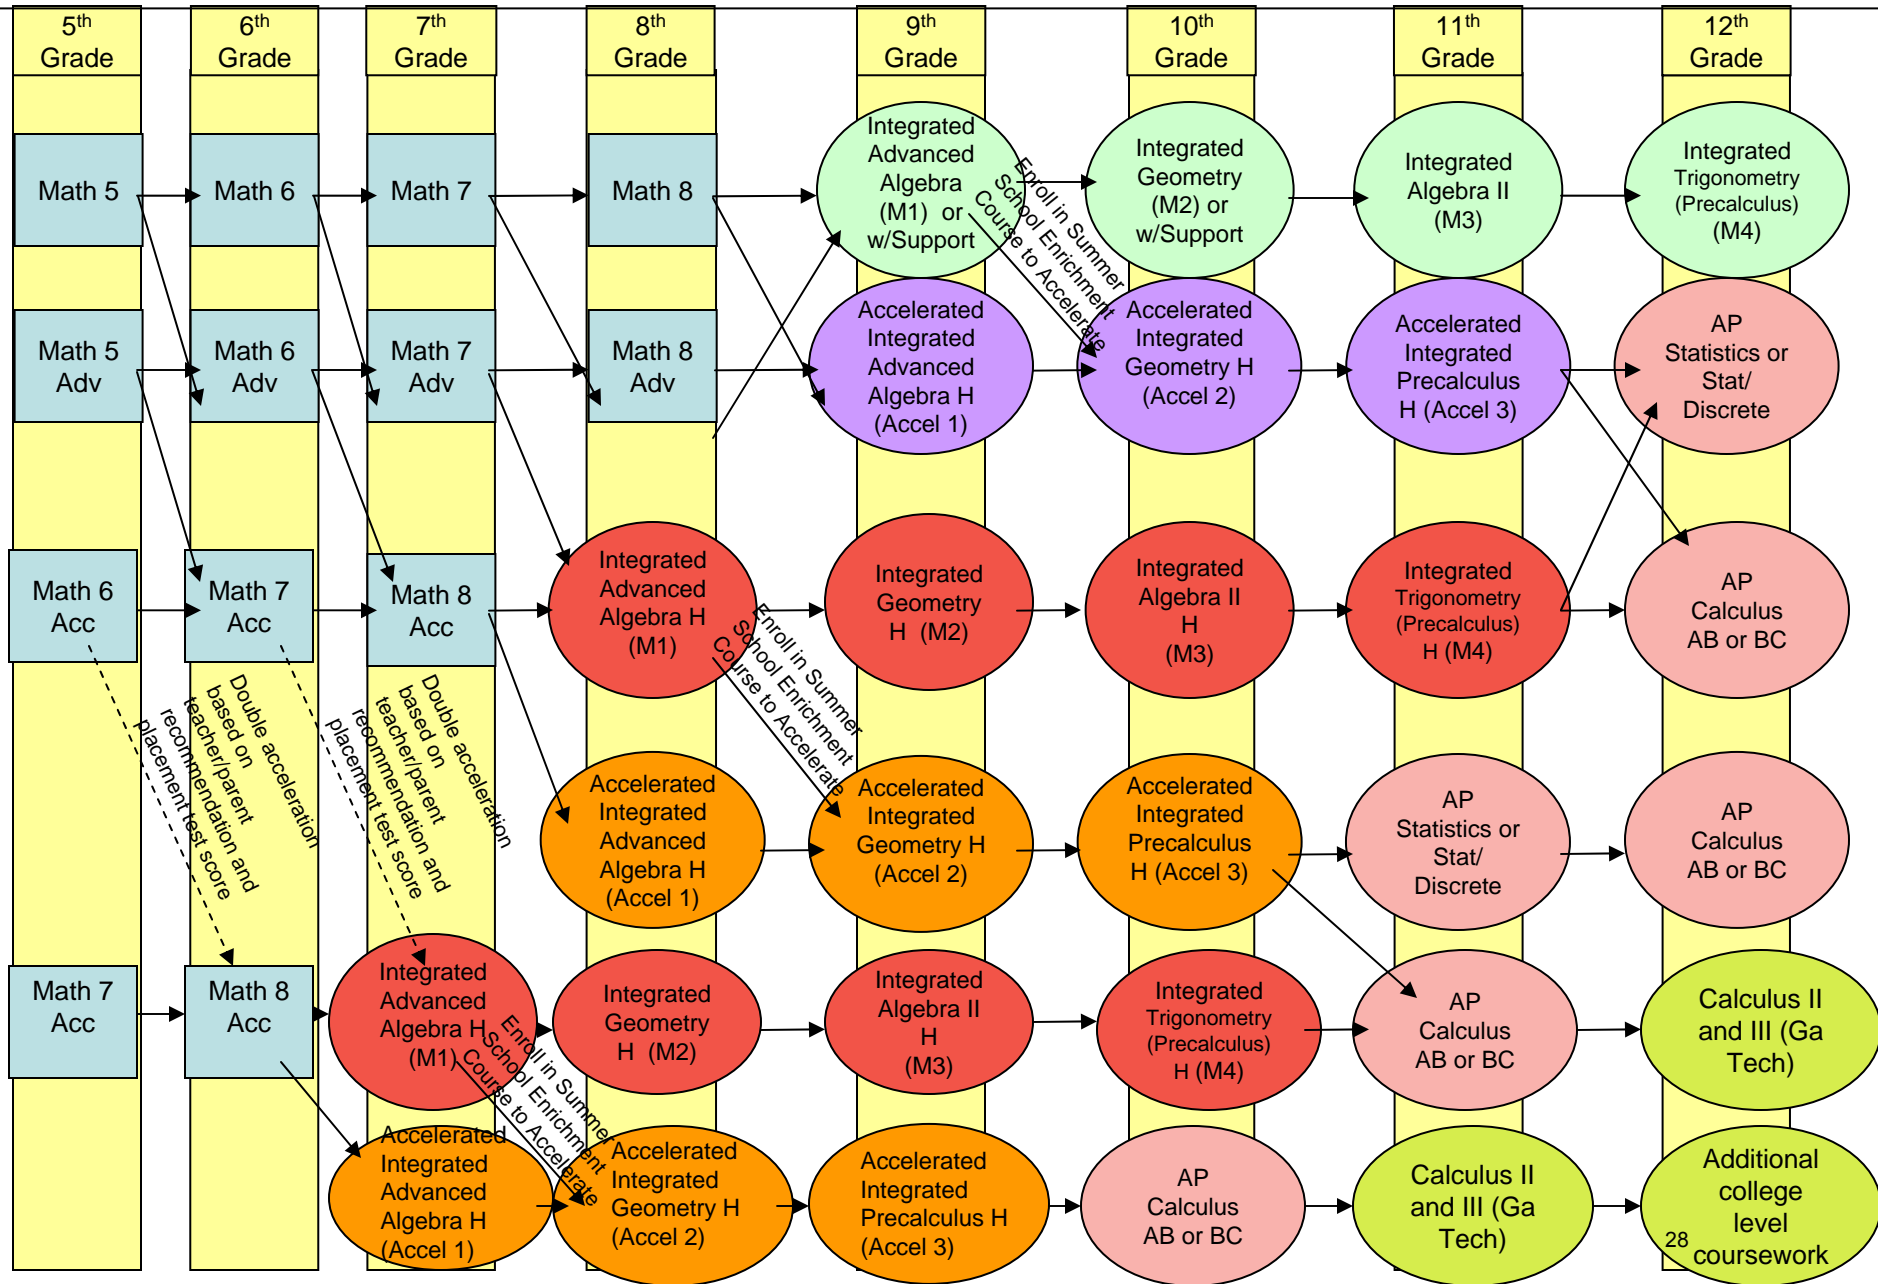 5th
Grade
6th
Grade
7th
Grade
8th
Grade
9th
Grade
10th
Grade
11th
Grade
12th
Grade
Math 5
Math 6
Math 7
Math 8
Integrated
Advanced
Algebra
(M1) or
w/Support
Enroll in Summer
School Enrichment
Course to Accelerate
Integrated
Geometry
(M2) or
w/Support
Integrated
Algebra II
(M3)
Integrated
Trigonometry
(Precalculus)
(M4)
Math 5
Adv
Math 6
Adv
Math 7
Adv
Math 8
Adv
Accelerated
Integrated
Advanced
Algebra H
(Accel 1)
Accelerated
Integrated
Geometry H
(Accel 2)
Accelerated
Integrated
Precalculus
H (Accel 3)
AP
Statistics or
Stat/
Discrete
Math 6
Acc
Math 7
Acc
Math 8
Acc
Integrated
Advanced
Algebra H
(M1)
Enroll in Summer
School Enrichment
Course to Accelerate
Integrated
Geometry
H (M2)
Integrated
Algebra II
H
(M3)
Integrated
Trigonometry
(Precalculus)
H (M4)
AP
Calculus
AB or BC
Double acceleration
based on
teacher/parent
recommendation and
placement test score
Double acceleration
based on
teacher/parent
recommendation and
placement test score
Accelerated
Integrated
Advanced
Algebra H
(Accel 1)
Accelerated
Integrated
Geometry H
(Accel 2)
Accelerated
Integrated
Precalculus
H (Accel 3)
AP
Statistics or
Stat/
Discrete
AP
Calculus
AB or BC
Math 7
Acc
Math 8
Acc
Integrated
Advanced
Algebra H
(M1)
Enroll in Summer
School Enrichment
Course to Accelerate
Integrated
Geometry
H (M2)
Integrated
Algebra II
H
(M3)
Integrated
Trigonometry
(Precalculus)
H (M4)
AP
Calculus
AB or BC
Calculus II
and III (Ga
Tech)
Accelerated
Integrated
Advanced
Algebra H
(Accel 1)
Accelerated
Integrated
Geometry H
(Accel 2)
Accelerated
Integrated
Precalculus H
(Accel 3)
AP
Calculus
AB or BC
Calculus II
and III (Ga
Tech)
Additional
college
level
coursework
28